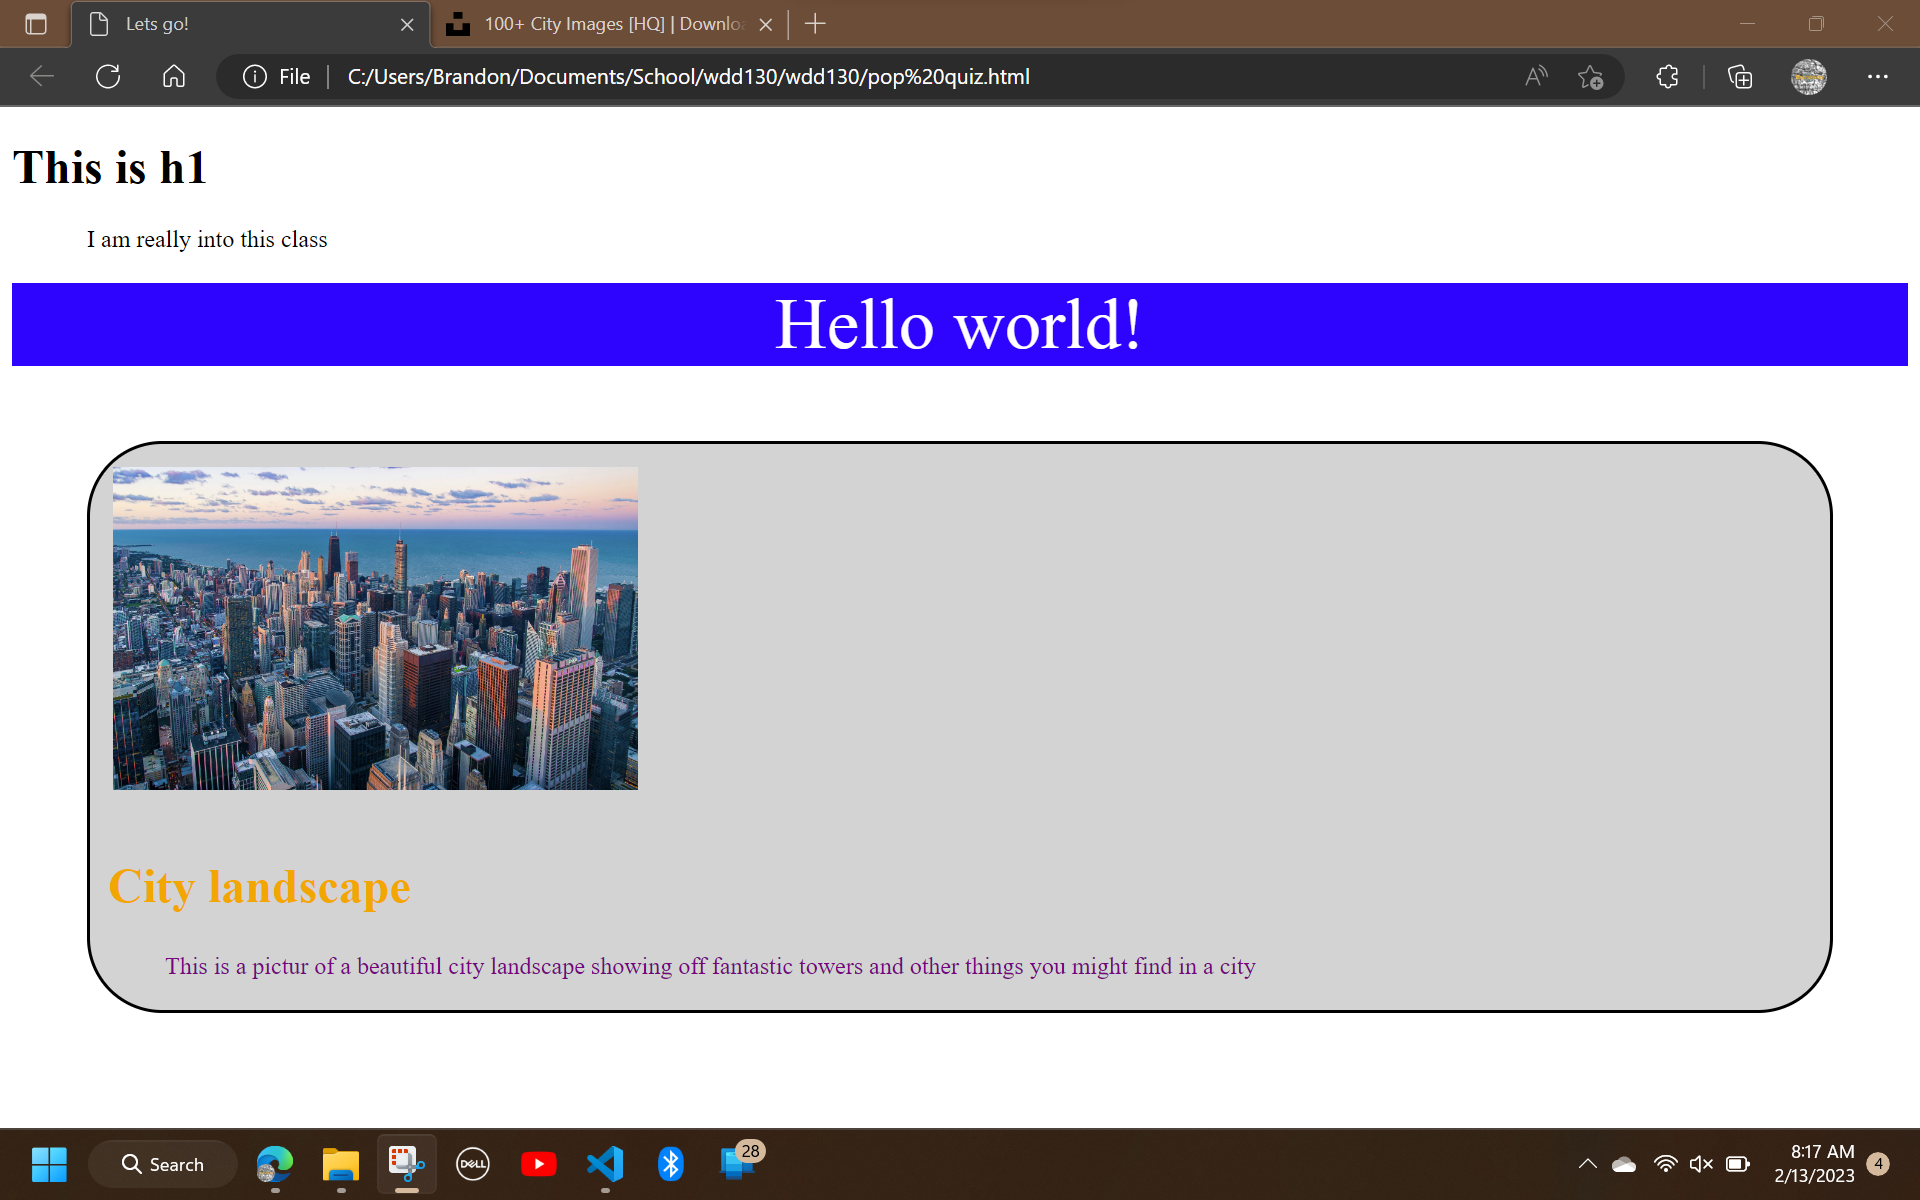 Lets go!
100+ City Images [HQ] | Downlo
File
C:/Users/Brandon/Documents/School/wdd130/wdd130/pop%20quiz.html
This is h1
I am really into this class
Hello world!
City landscape
This is a pictur of a beautiful city landscape showing off fantastic towers and other things you might find in a city
Search
DELL
28
8:17 AM
2/13/2023
4